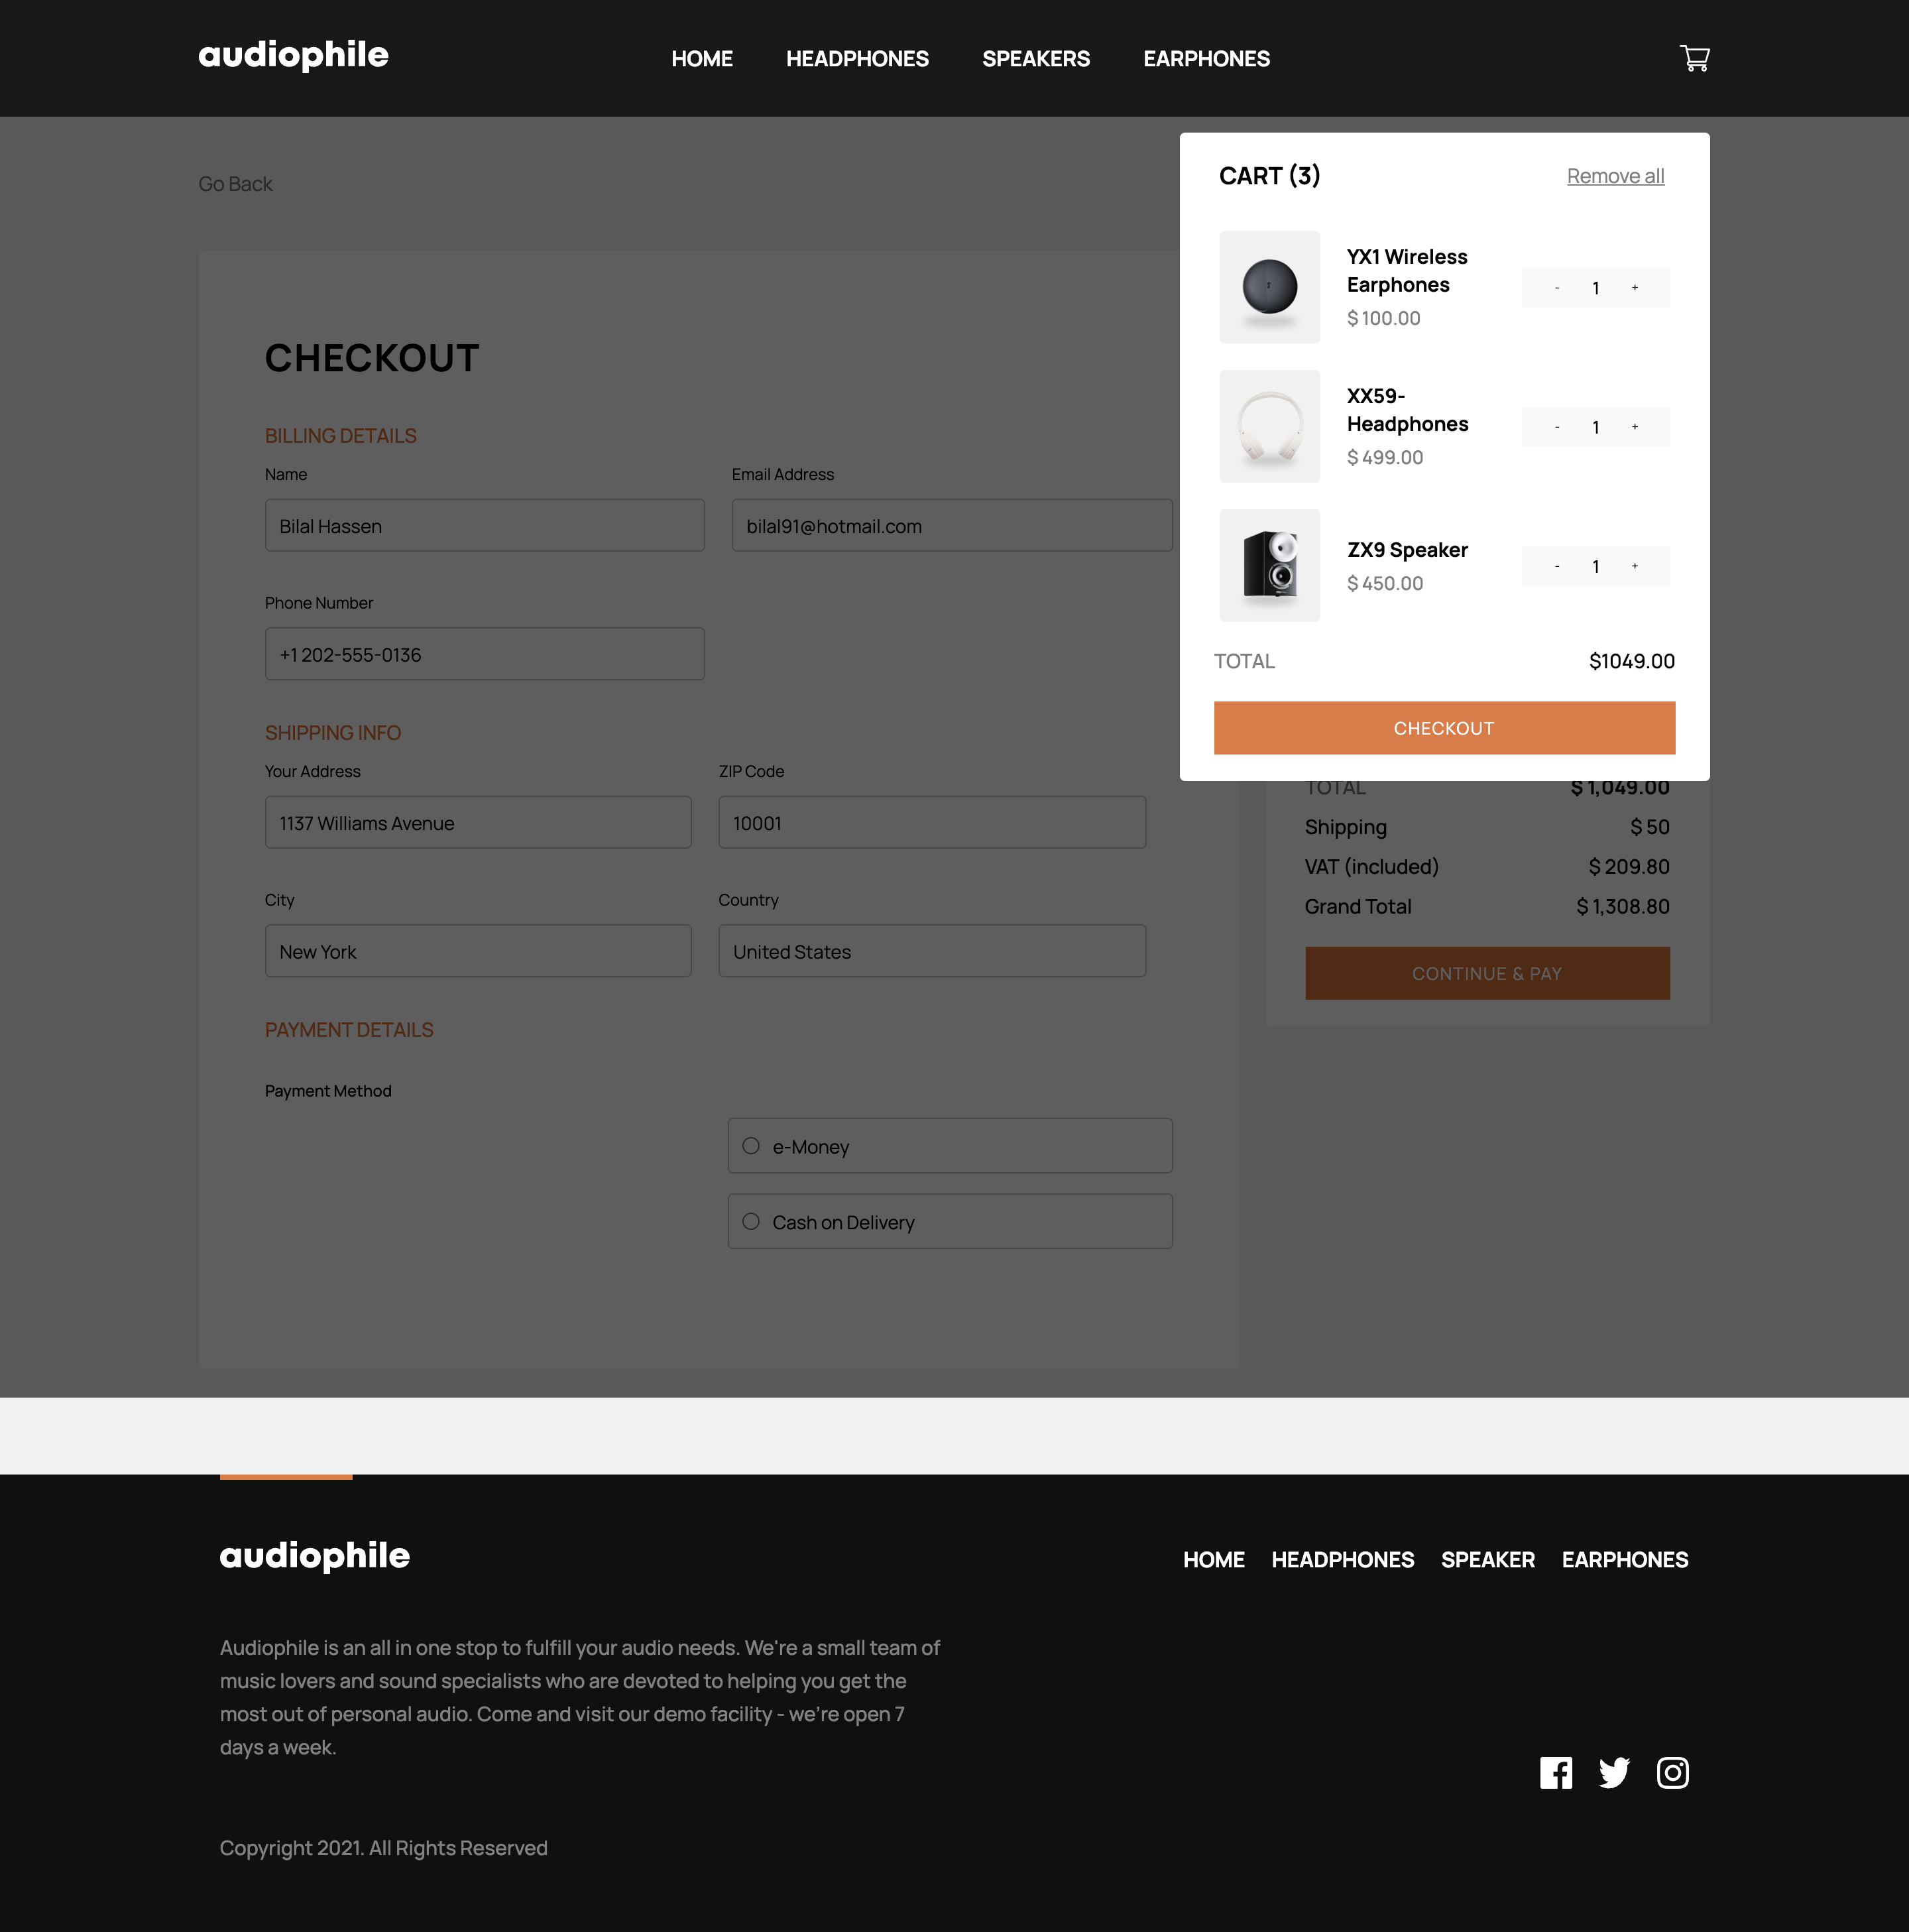 audiophile
HOME HEADPHONES SPEAKERS EARPHONES
Go Back
CART (3) Remove all
YX1 Wireless
Earphones
$ 100.00
- 1 +
XX59-
Headphones
$ 499.00
- 1 +
ZX9 Speaker
$ 450.00
- 1 +
TOTAL $1049.00
CHECKOUT
CHECKOUT
BILLING DETAILS
Name Email Address
Bilal Hassen bilal91@hotmail.com
Phone Number
+1 202-555-0136
SHIPPING INFO
Your Address ZIP Code
1137 Williams Avenue 10001
City Country
New York United States
PAYMENT DETAILS
Payment Method
e-Money
Cash on Delivery
TOTAL $ 1,049.00
Shipping $ 50
VAT (included) $ 209.80
Grand Total $ 1,308.80
CONTINUE & PAY
audiophile
HOME HEADPHONES SPEAKER EARPHONES
Audiophile is an all in one stop to fulfill your audio needs. We're a small team of
music lovers and sound specialists who are devoted to helping you get the
most out of personal audio. Come and visit our demo facility - we're open 7
days a week.
Copyright 2021. All Rights Reserved